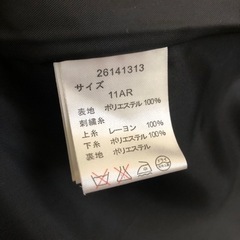 26141313
サイズ
11AR
表地 ポリエステル 100%
刺繍糸
上糸 レーヨン 100%
下糸 ポリエステル 100%
裏地 ポリエステル 100%